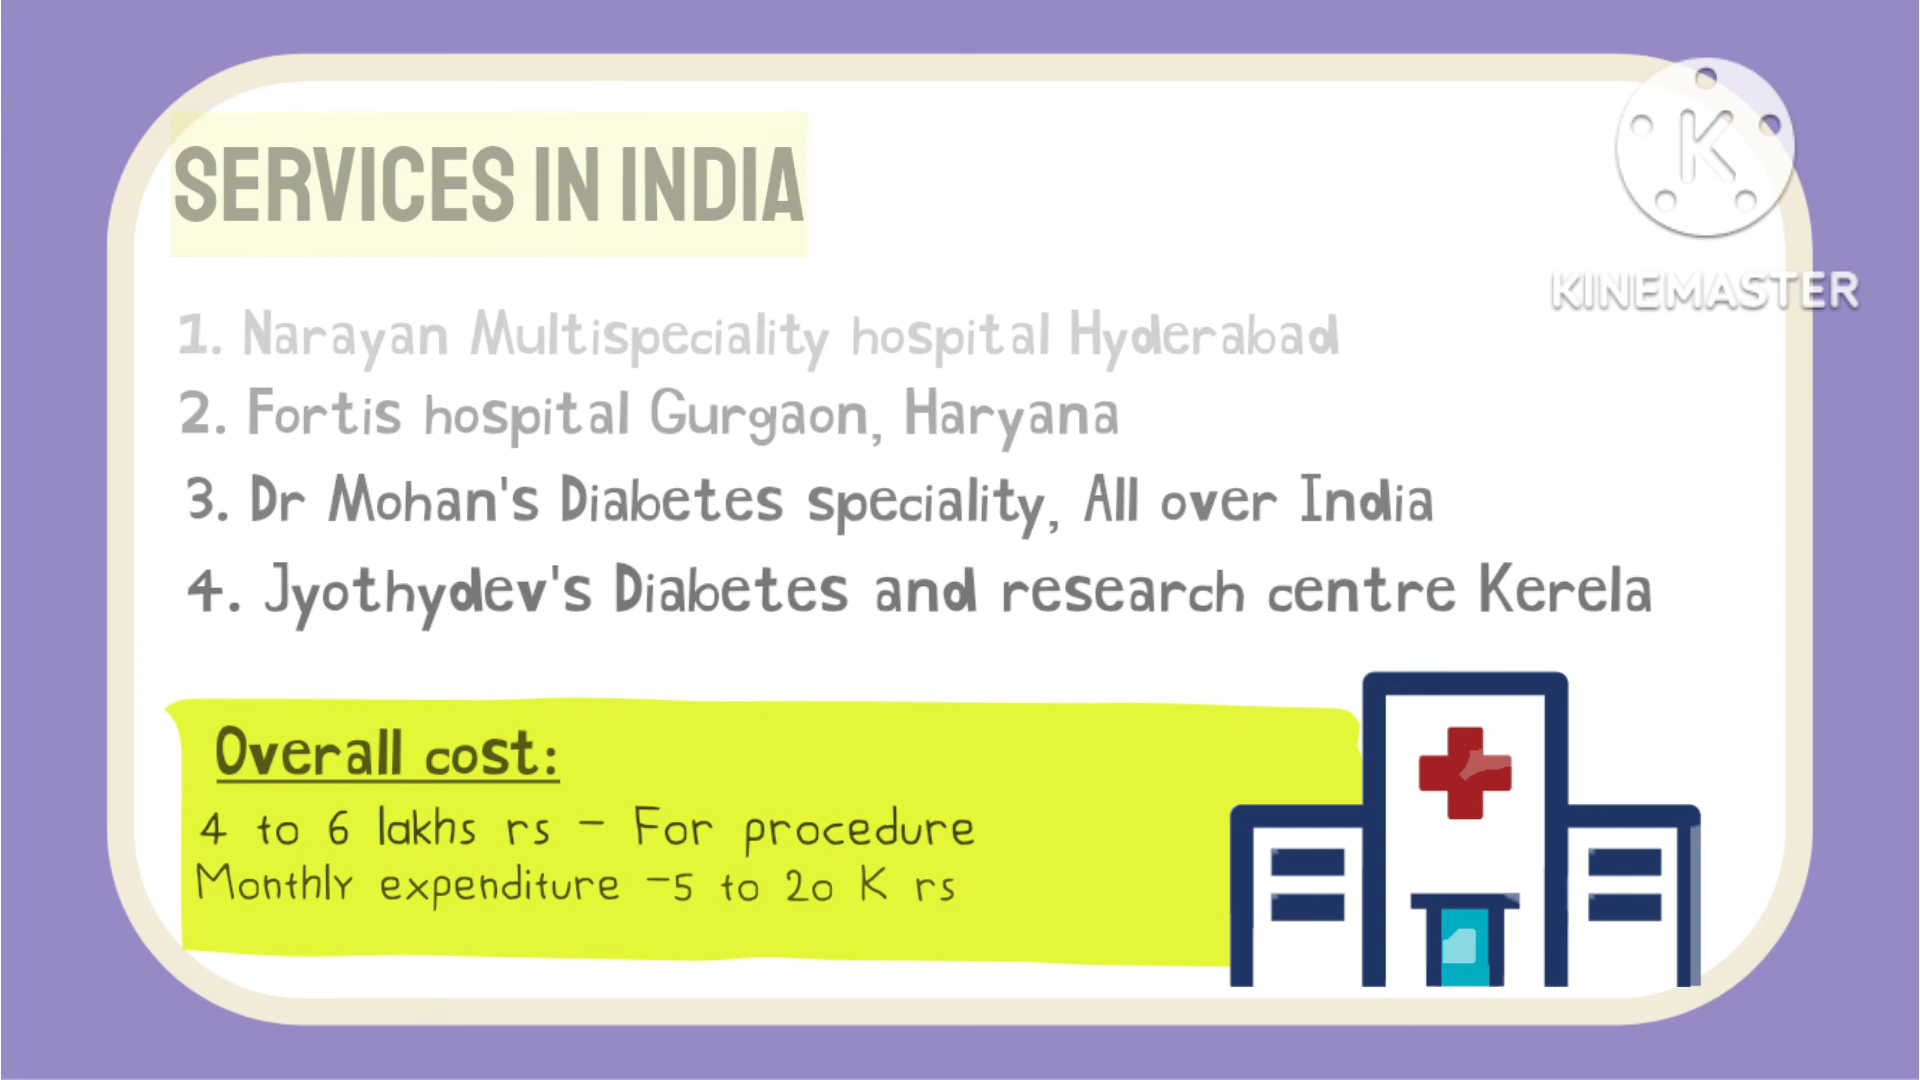 SERVICES IN INDIA
K
KINEMASTER
1. Narayan Multispeciality hospital Hyderabad
2. Fortis hospital Gurgaon, Haryana
3. Dr Mohan's Diabetes speciality, All over India
4. Jyothydev's Diabetes and research centre Kerela
Overall cost:
4 to 6 lakhs rs - For procedure
Monthly expenditure -5 to 20 K rs